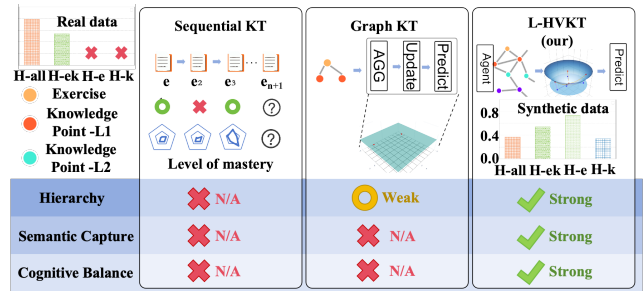 Real data
H-all H-ek H-e H-k
Exercise
Knowledge
Point -L1
Knowledge
Point -L2
Sequential KT
e e₂ e₃ ... eₙ₊₁
? ?
Level of mastery
Graph KT
AGG
Update
Predict
L-HVKT
(our)
Agent
Predict
Synthetic data
0.8
0.4
0.0
H-all H-ek H-e H-k
Hierarchy N/A Weak Strong
Semantic Capture N/A N/A Strong
Cognitive Balance N/A N/A Strong